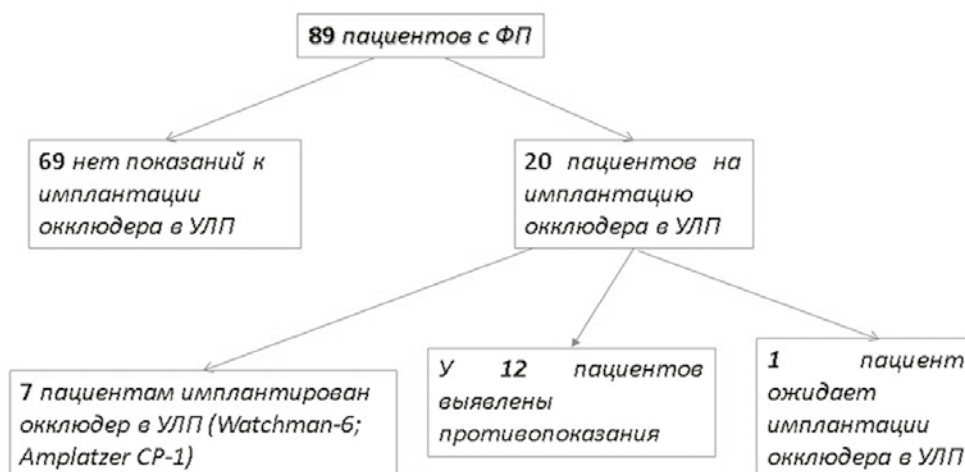 89 пациентов с ФП
69 нет показаний к
имплантации
окклюдера в УЛП
20 пациентов на
имплантацию
окклюдера в УЛП
7 пациентам имплантирован
окклюдер в УЛП (Watchman-6;
Amplatzer CP-1)
У 12 пациентов
выявлены
противопоказания
1 пациент
ожидает
имплантации
окклюдера в УЛП